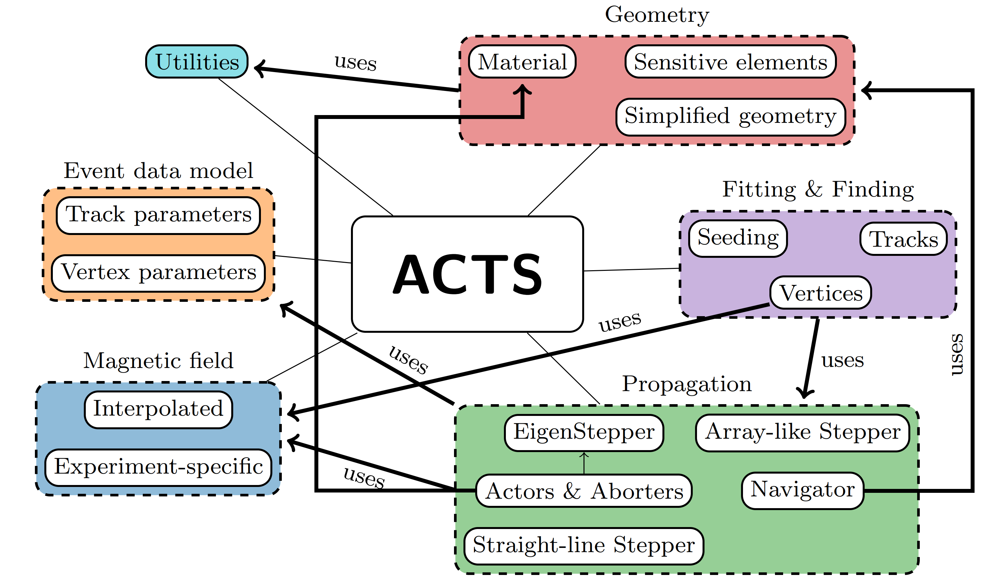 Geometry
Utilities
uses
Material
Sensitive elements
Simplified geometry
Event data model
Track parameters
Vertex parameters
Fitting & Finding
Seeding
Tracks
Vertices
ACTS
uses
uses
uses
uses
Magnetic field
Interpolated
Experiment-specific
uses
Propagation
EigenStepper
Array-like Stepper
Actors & Aborters
Navigator
Straight-line Stepper